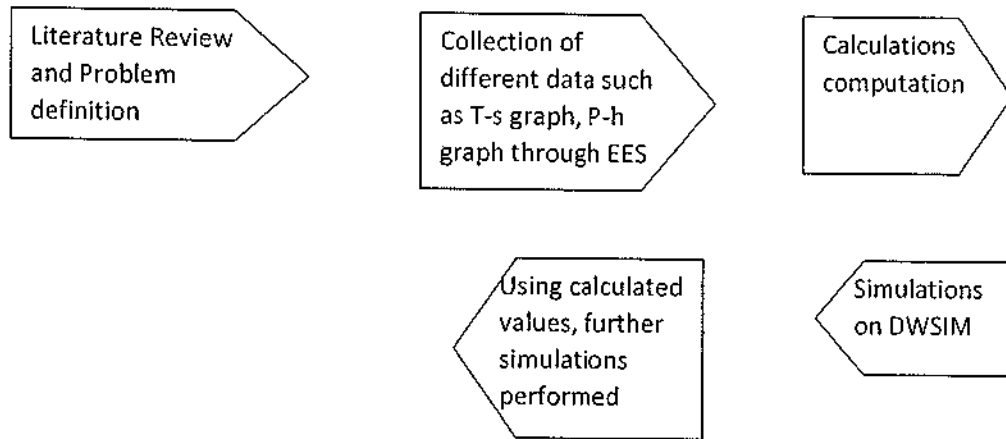 Literature Review
and Problem
definition
Collection of
different data such
as T-s graph, P-h
graph through EES
Calculations
computation
Simulations
on DWSIM
Using calculated
values, further
simulations
performed